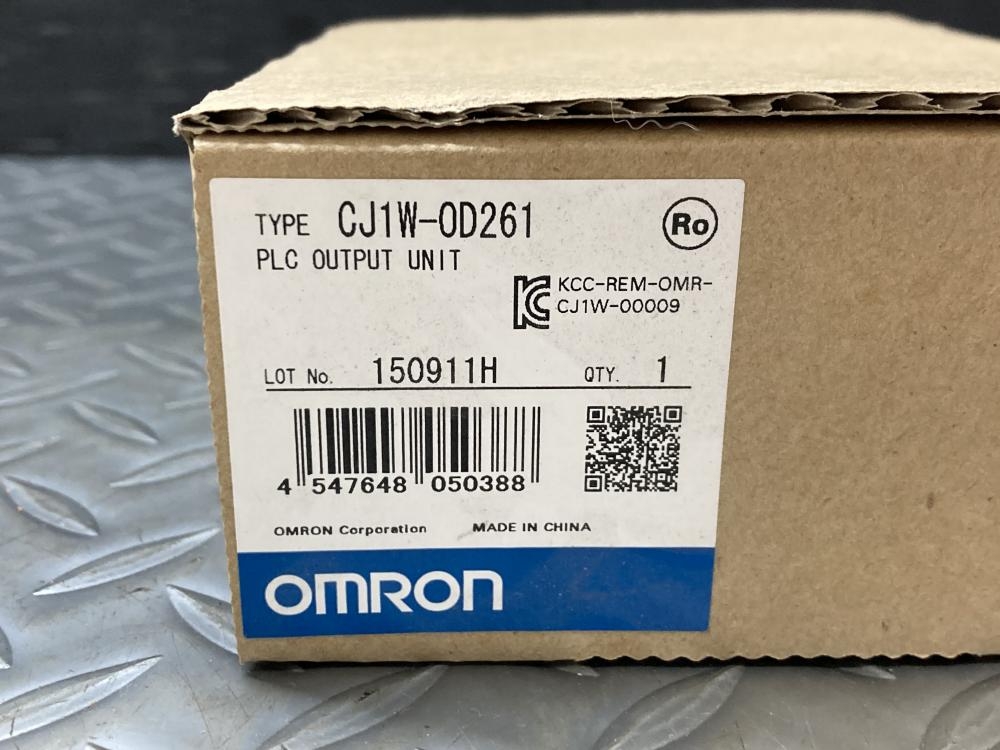 TYPE CJ1W-OD261 Ro
PLC OUTPUT UNIT
KC KCC-REM-OMR-
CJ1W-00009
LOT No. 150911H QTY. 1
4 547648 050388
OMRON Corporation MADE IN CHINA
OMRON